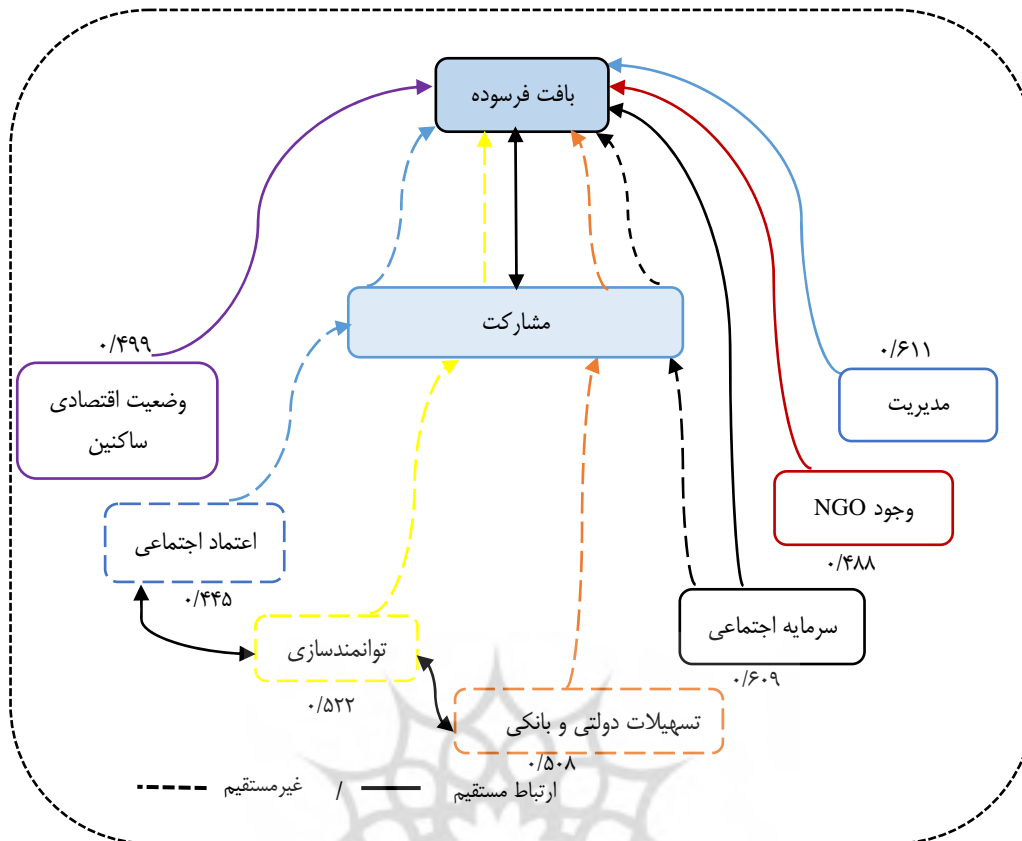 بافت فرسوده
مشارکت
۰/۴۹۹
وضعیت اقتصادی
ساکنین
۰/۶۱۱
مدیریت
وجود NGO
۰/۴۸۸
اعتماد اجتماعی
۰/۴۴۵
سرمایه اجتماعی
۰/۶۰۹
توانمندسازی
۰/۵۲۲
تسهیلات دولتی و بانکی
۰/۵۰۸
ارتباط مستقیم / غیرمستقیم